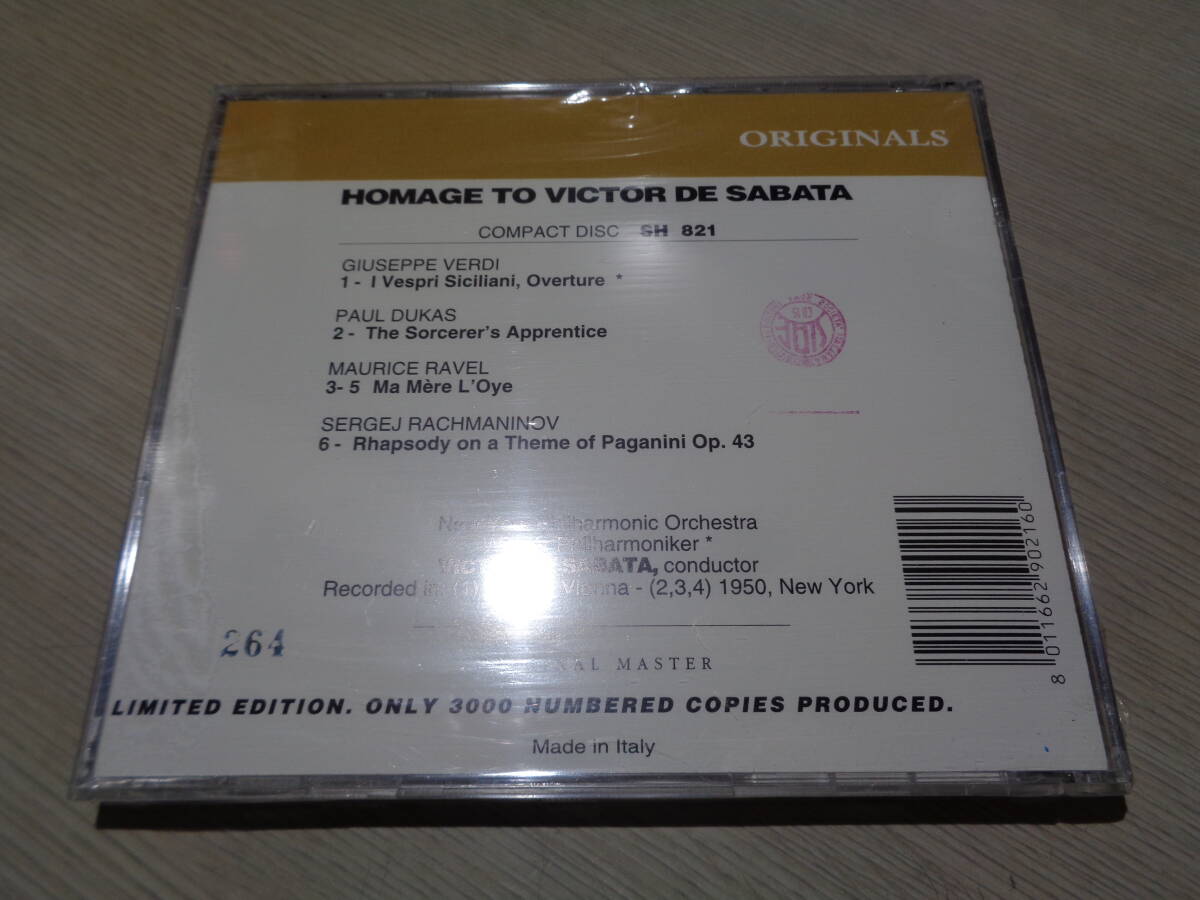 ORIGINALS
HOMAGE TO VICTOR DE SABATA
COMPACT DISC SH 821
GIUSEPPE VERDI
1 - I Vespri Siciliani, Overture *
PAUL DUKAS
2 - The Sorcerer's Apprentice
MAURICE RAVEL
3- 5 Ma Mère L'Oye
SERGEJ RACHMANINOV
6 - Rhapsody on a Theme of Paganini Op. 43
Philharmonic Orchestra
Philharmoniker *
SABATA, conductor
Recorded in Vienna - (2,3,4) 1950, New York
264
MASTER
LIMITED EDITION. ONLY 3000 NUMBERED COPIES PRODUCED.
Made in Italy
8 011662 902160
SIAE